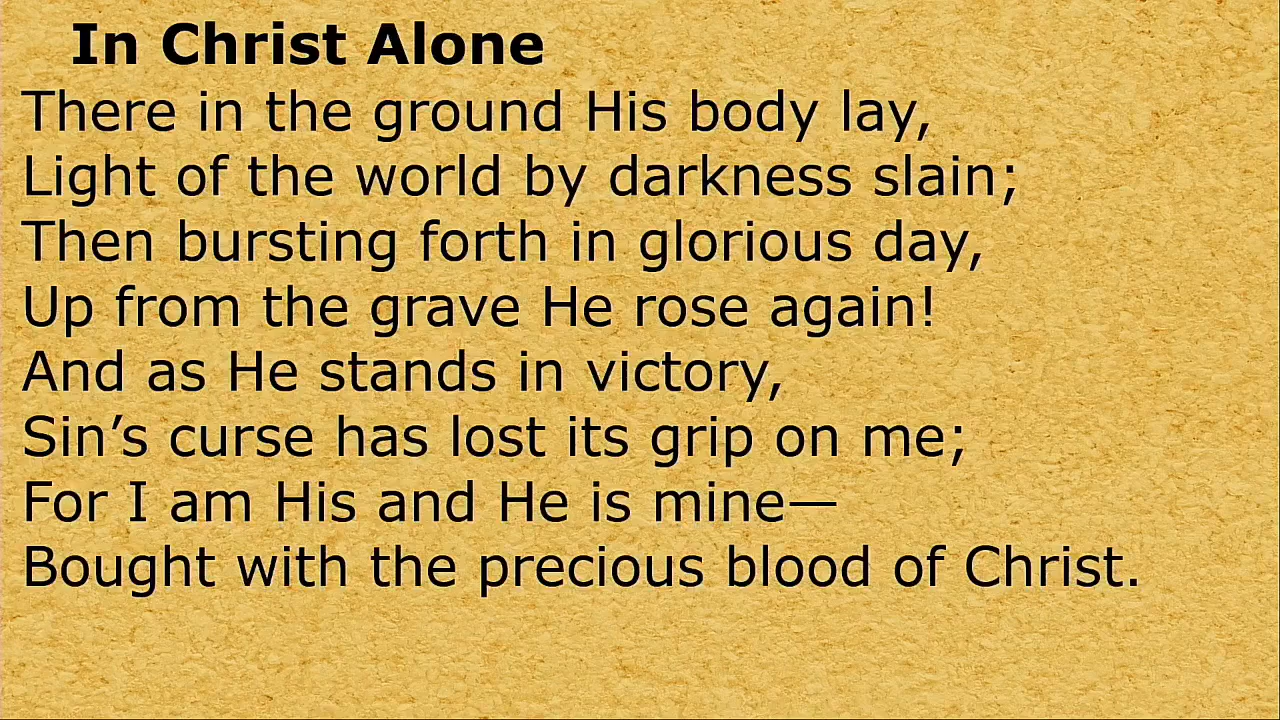 In Christ Alone
There in the ground His body lay,
Light of the world by darkness slain;
Then bursting forth in glorious day,
Up from the grave He rose again!
And as He stands in victory,
Sin’s curse has lost its grip on me;
For I am His and He is mine—
Bought with the precious blood of Christ.